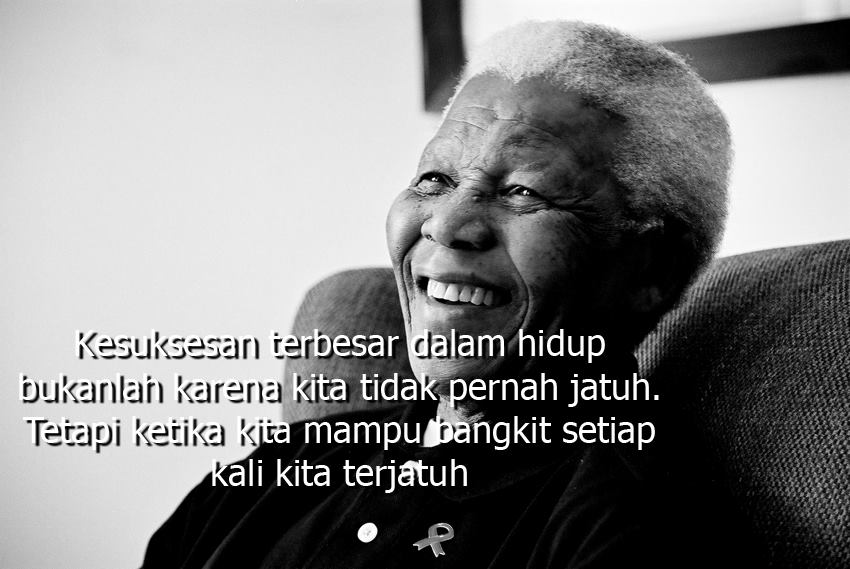 Kesuksesan terbesar dalam hidup
bukanlah karena kita tidak pernah jatuh.
Tetapi ketika kita mampu bangkit setiap
kali kita terjatuh